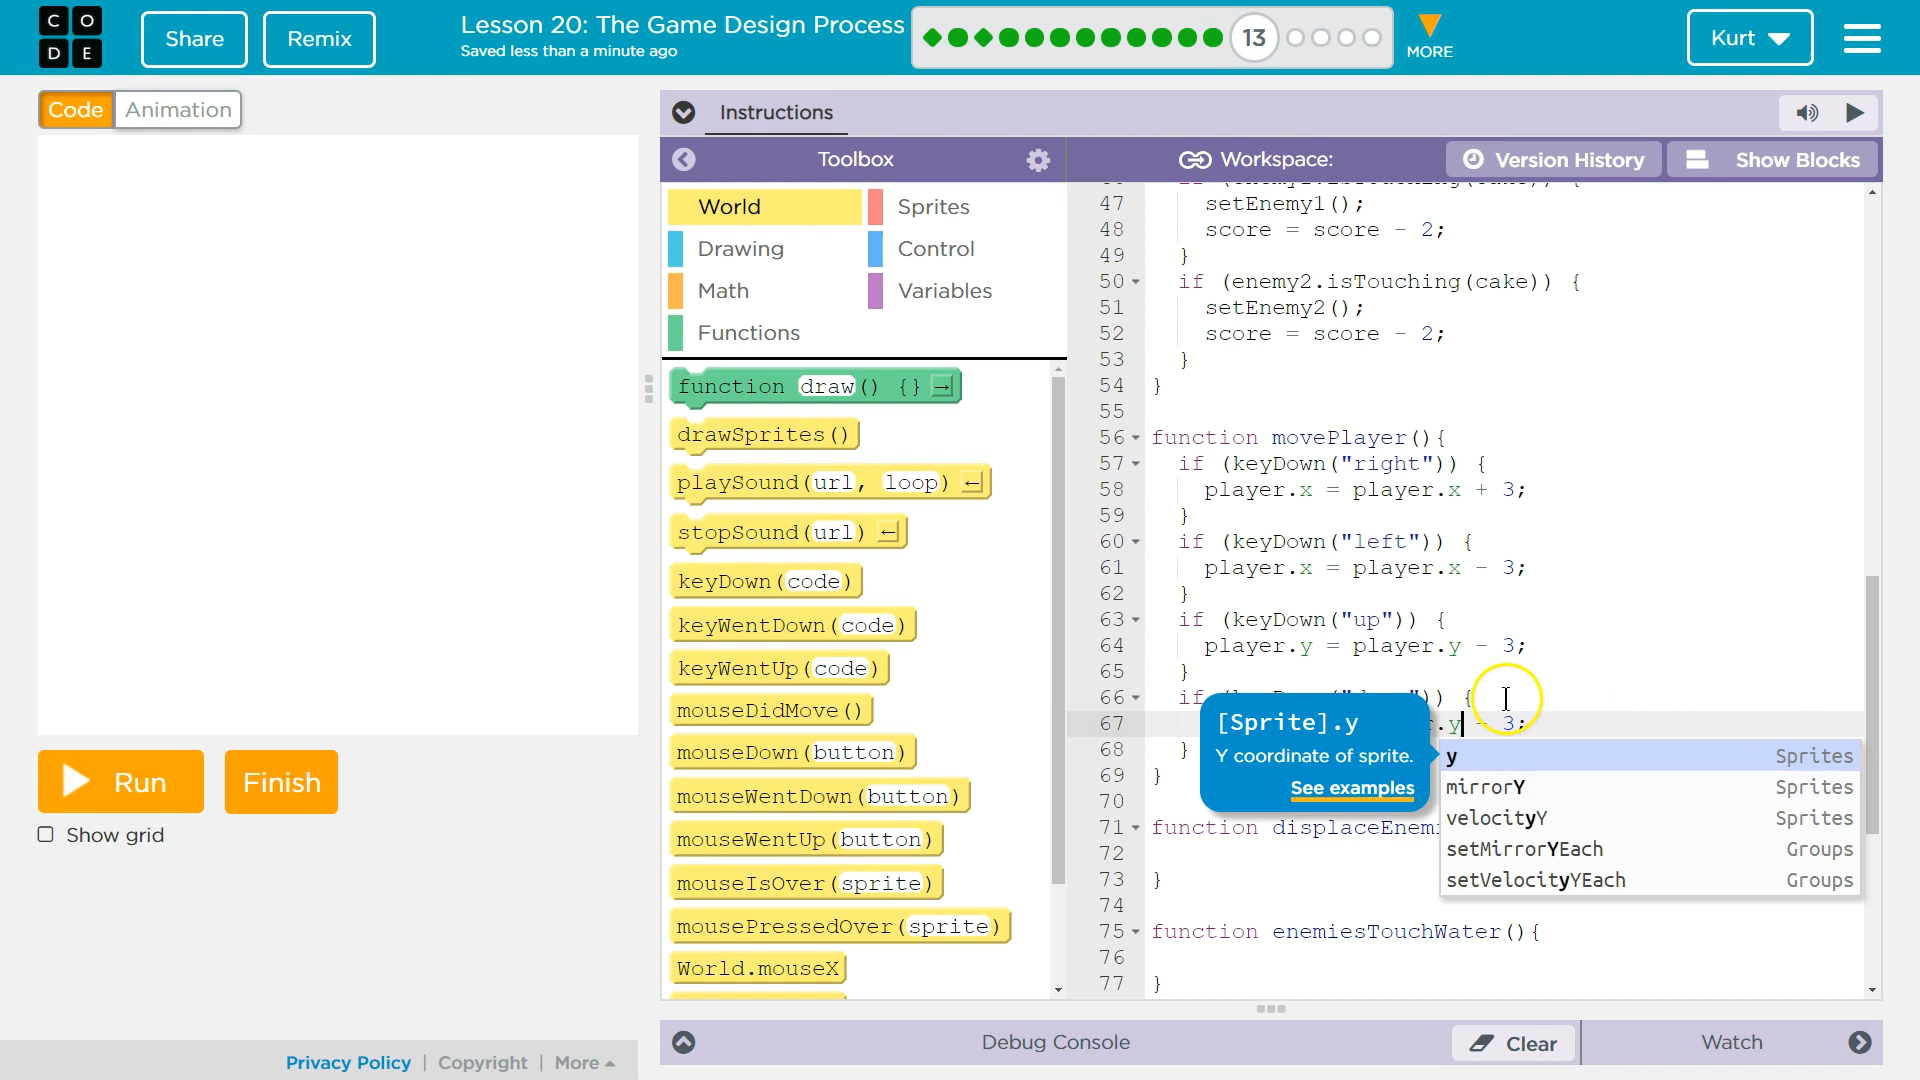 CODE
Share
Remix
Lesson 20: The Game Design Process
Saved less than a minute ago
13
MORE
Kurt
Code
Animation
Instructions
Toolbox
Workspace:
Version History
Show Blocks
World
Sprites
Drawing
Control
Math
Variables
Functions
function draw() {} →
drawSprites()
playSound(url, loop) ←
stopSound(url) ←
keyDown(code)
keyWentDown(code)
keyWentUp(code)
mouseDidMove()
mouseDown(button)
mouseWentDown(button)
mouseWentUp(button)
mouseIsOver(sprite)
mousePressedOver(sprite)
World.mouseX
47 setEnemy1();
48 score = score - 2;
49 }
50 if (enemy2.isTouching(cake)) {
51 setEnemy2();
52 score = score - 2;
53 }
54 }
55
56 function movePlayer(){
57 if (keyDown("right")) {
58 player.x = player.x + 3;
59 }
60 if (keyDown("left")) {
61 player.x = player.x - 3;
62 }
63 if (keyDown("up")) {
64 player.y = player.y - 3;
65 }
66 if )) {
67 .y - 3;
68 }
69 }
70
71 function displaceEnemi
72
73 }
74
75 function enemiesTouchWater(){
76
77 }
[Sprite].y
Y coordinate of sprite.
See examples
y Sprites
mirrorY Sprites
velocityY Sprites
setMirrorYEach Groups
setVelocityYEach Groups
Run
Finish
Show grid
Debug Console
Clear
Watch
Privacy Policy | Copyright | More